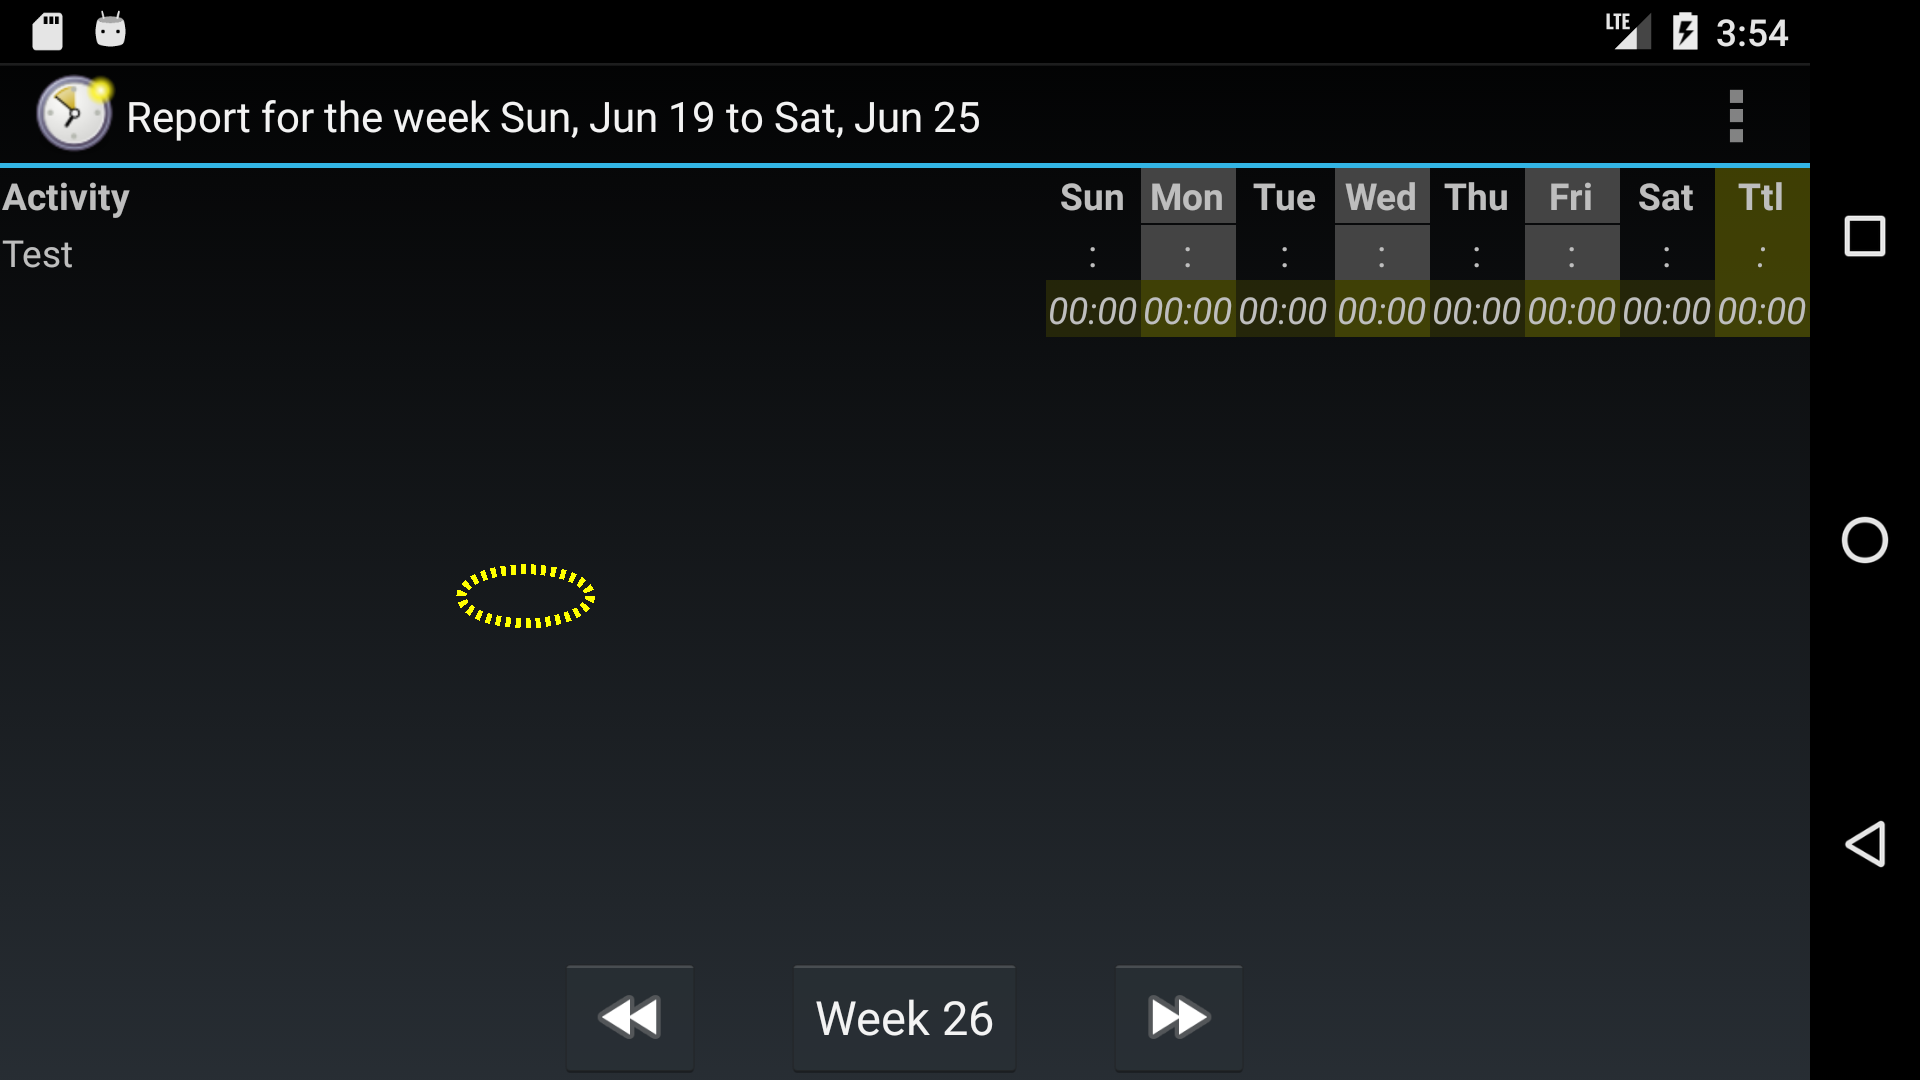 LTE 3:54
Report for the week Sun, Jun 19 to Sat, Jun 25
Activity Sun Mon Tue Wed Thu Fri Sat Ttl
Test : : : : : : : :
00:00 00:00 00:00 00:00 00:00 00:00 00:00 00:00
Week 26